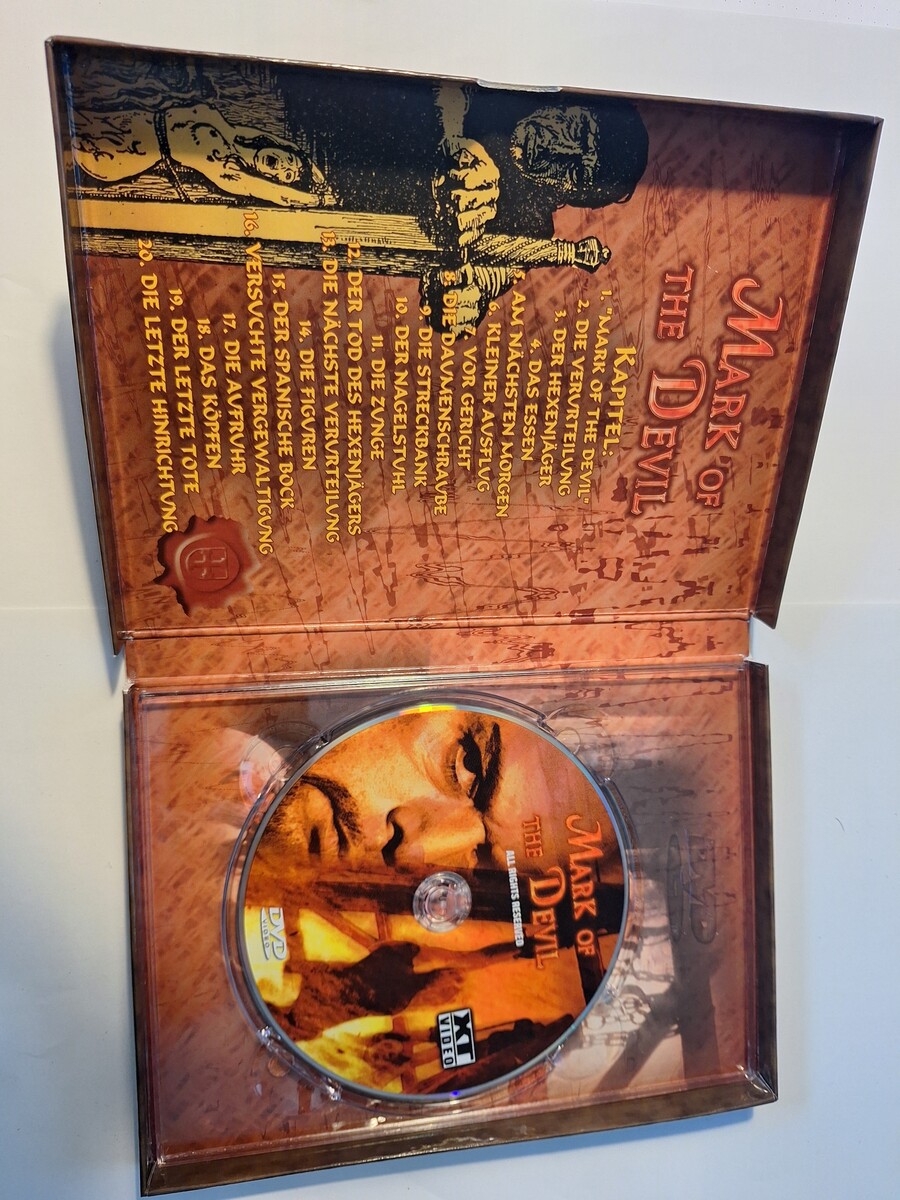 MARK OF
THE DEVIL
KAPITEL:
1. "MARK OF THE DEVIL"
2. DIE VERURTEILUNG
3. DER HEXENJÄGER
4. DAS ESSEN
5. AM NÄCHSTEN MORGEN
6. KLEINER AUSFLUG
7. VOR GERICHT
8. DIE DAUMENSCHRAUBE
9. DIE STRECKBANK
10. DER NAGELSTUHL
11. DIE ZUNGE
12. DER TOD DES HEXENJÄGERS
13. DIE NÄCHSTE VERURTEILUNG
14. DIE FIGUREN
15. DER SPANISCHE BOCK
16. VERSUCHTE VERGEWALTIGUNG
17. DIE AUFRUHR
18. DAS KÖPFEN
19. DER LETZTE TOTE
20. DIE LETZTE HINRICHTUNG
MARK OF
THE DEVIL
ALL RIGHTS RESERVED
DVD
VIDEO
XT
VIDEO
DVD